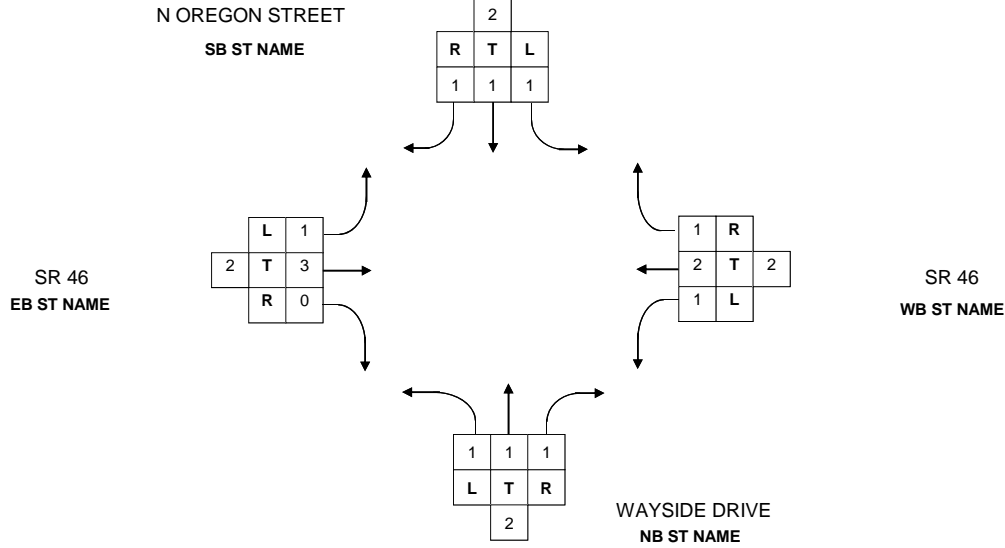 N OREGON STREET
SB ST NAME
2
R T L
1 1 1
L 1
2 T 3
R 0
SR 46
EB ST NAME
1 R
2 T 2
1 L
SR 46
WB ST NAME
1 1 1
L T R
2
WAYSIDE DRIVE
NB ST NAME